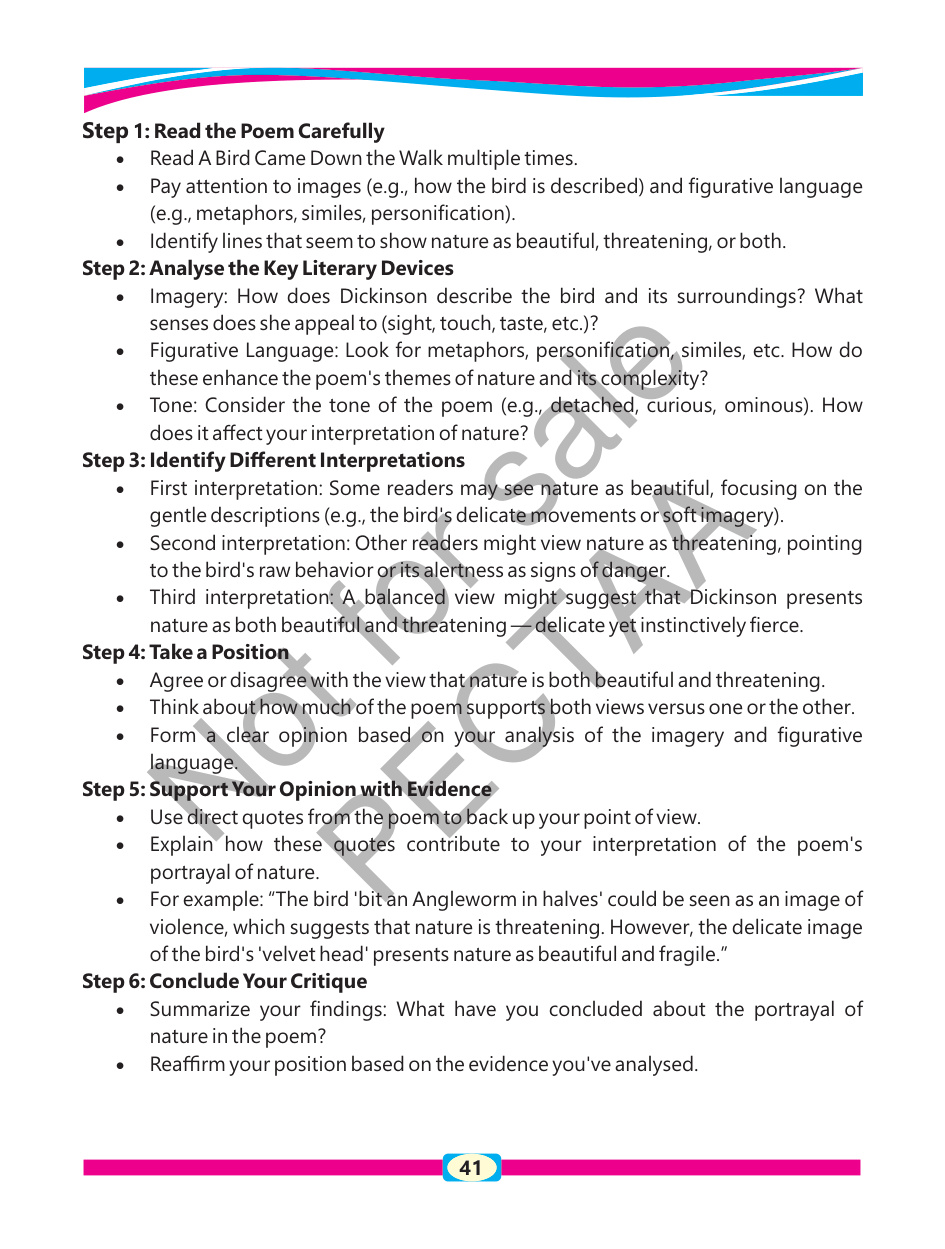 Step 1: Read the Poem Carefully
• Read A Bird Came Down the Walk multiple times.
• Pay attention to images (e.g., how the bird is described) and figurative language
(e.g., metaphors, similes, personification).
• Identify lines that seem to show nature as beautiful, threatening, or both.
Step 2: Analyse the Key Literary Devices
• Imagery: How does Dickinson describe the bird and its surroundings? What
senses does she appeal to (sight, touch, taste, etc.)?
• Figurative Language: Look for metaphors, personification, similes, etc. How do
these enhance the poem's themes of nature and its complexity?
• Tone: Consider the tone of the poem (e.g., detached, curious, ominous). How
does it affect your interpretation of nature?
Step 3: Identify Different Interpretations
• First interpretation: Some readers may see nature as beautiful, focusing on the
gentle descriptions (e.g., the bird's delicate movements or soft imagery).
• Second interpretation: Other readers might view nature as threatening, pointing
to the bird's raw behavior or its alertness as signs of danger.
• Third interpretation: A balanced view might suggest that Dickinson presents
nature as both beautiful and threatening — delicate yet instinctively fierce.
Step 4: Take a Position
• Agree or disagree with the view that nature is both beautiful and threatening.
• Think about how much of the poem supports both views versus one or the other.
• Form a clear opinion based on your analysis of the imagery and figurative
language.
Step 5: Support Your Opinion with Evidence
• Use direct quotes from the poem to back up your point of view.
• Explain how these quotes contribute to your interpretation of the poem's
portrayal of nature.
• For example: “The bird 'bit an Angleworm in halves' could be seen as an image of
violence, which suggests that nature is threatening. However, the delicate image
of the bird's 'velvet head' presents nature as beautiful and fragile.”
Step 6: Conclude Your Critique
• Summarize your findings: What have you concluded about the portrayal of
nature in the poem?
• Reaffirm your position based on the evidence you've analysed.
Not for sale
PECTAA
41